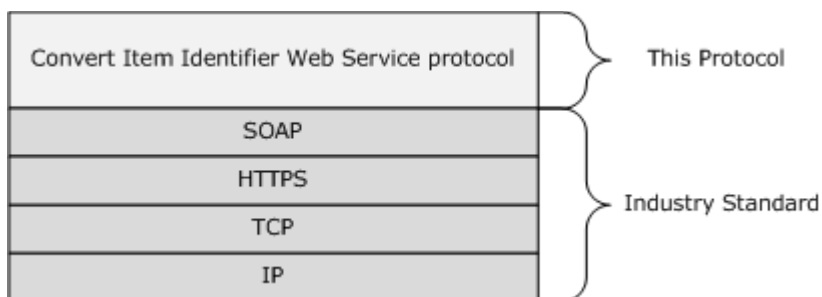 Convert Item Identifier Web Service protocol
This Protocol
SOAP
HTTPS
TCP
IP
Industry Standard